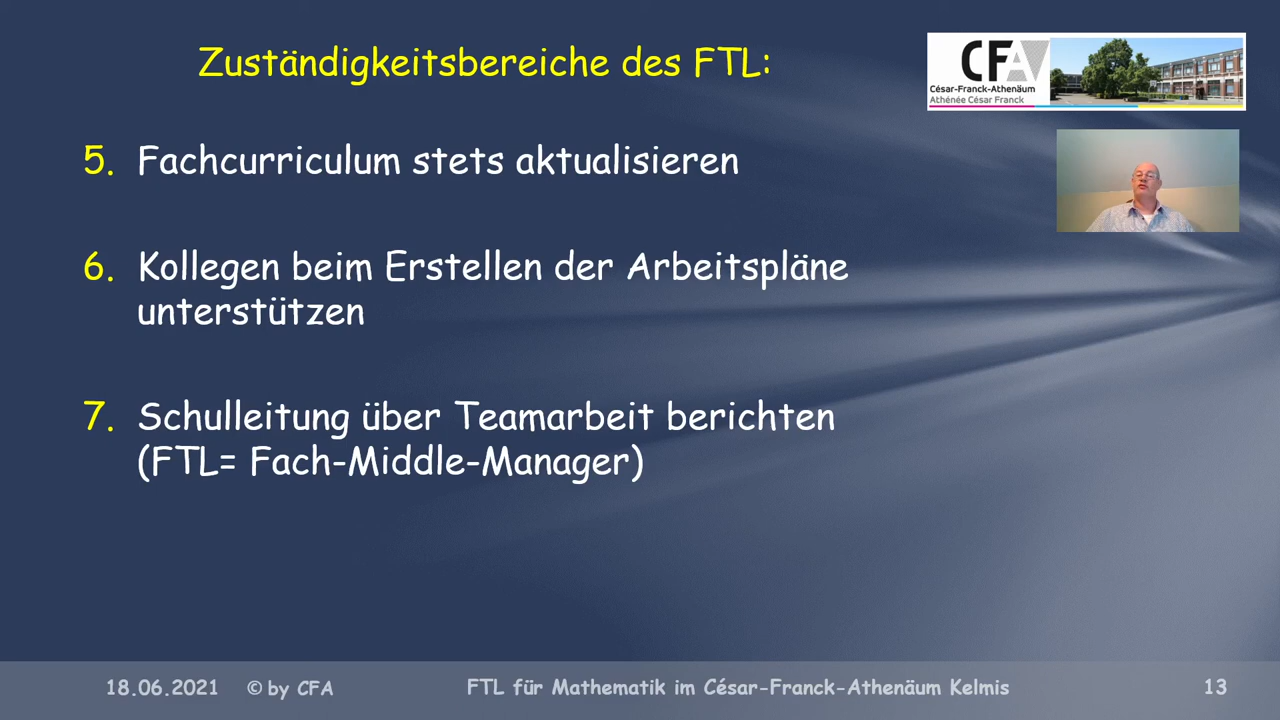 Zuständigkeitsbereiche des FTL:
CFA
César-Franck-Athenäum
Athénée César Franck
5. Fachcurriculum stets aktualisieren
6. Kollegen beim Erstellen der Arbeitspläne
unterstützen
7. Schulleitung über Teamarbeit berichten
(FTL= Fach-Middle-Manager)
18.06.2021 © by CFA FTL für Mathematik im César-Franck-Athenäum Kelmis 13